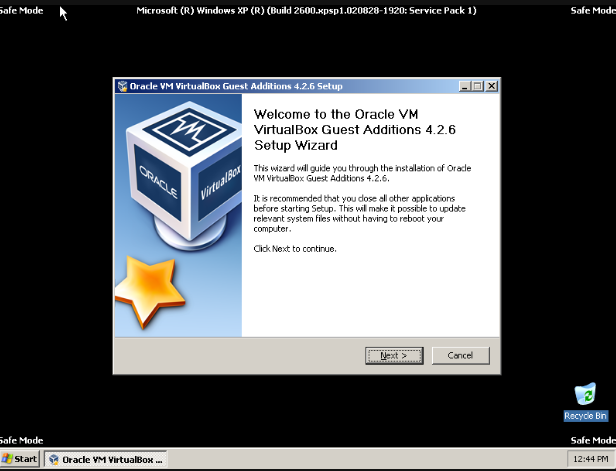 Safe Mode Microsoft (R) Windows XP (R) (Build 2600.xpsp1.020828-1920: Service Pack 1) Safe Mode
Oracle VM VirtualBox Guest Additions 4.2.6 Setup
Welcome to the Oracle VM
VirtualBox Guest Additions 4.2.6
Setup Wizard
This wizard will guide you through the installation of Oracle
VM VirtualBox Guest Additions 4.2.6.
It is recommended that you close all other applications
before starting Setup. This will make it possible to update
relevant system files without having to reboot your
computer.
Click Next to continue.
ORACLE
VirtualBox
Next > Cancel
Recycle Bin
Safe Mode Safe Mode
Start Oracle VM VirtualBox ... 12:44 PM